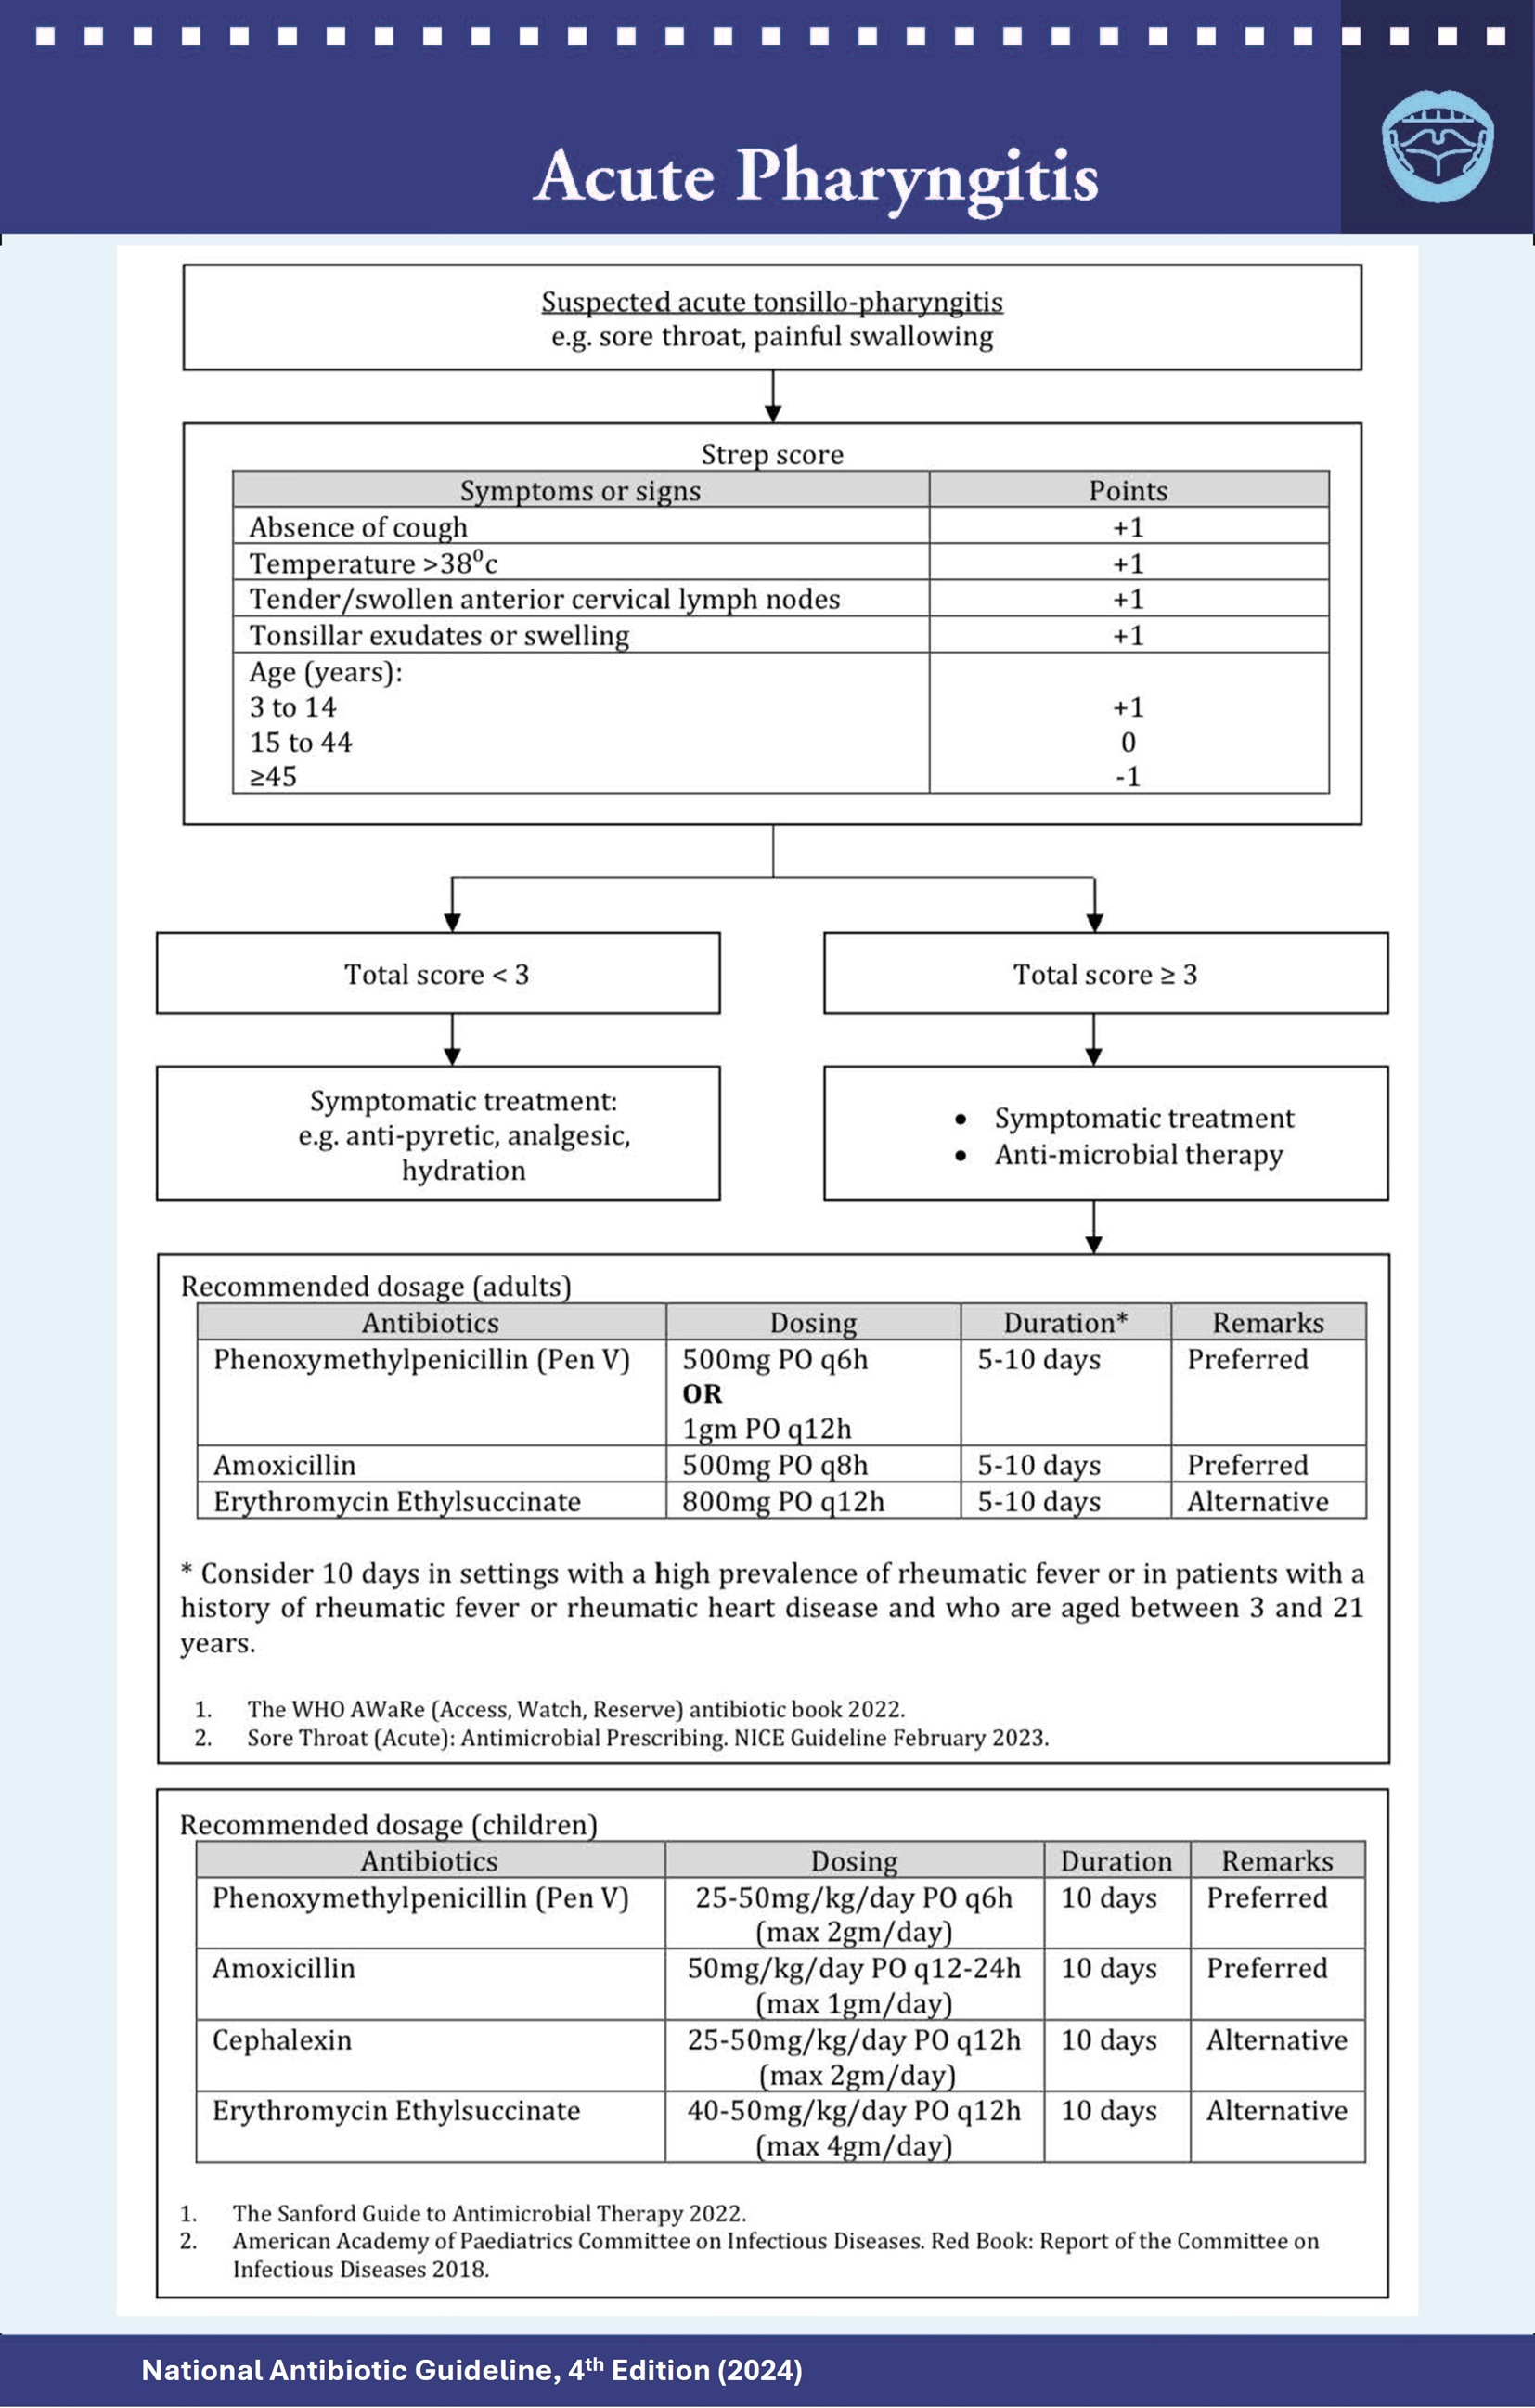 Acute Pharyngitis
Suspected acute tonsillo-pharyngitis
e.g. sore throat, painful swallowing
Strep score
Symptoms or signs Points
Absence of cough +1
Temperature >38⁰c +1
Tender/swollen anterior cervical lymph nodes +1
Tonsillar exudates or swelling +1
Age (years):
3 to 14 +1
15 to 44 0
≥45 -1
Total score < 3
Total score ≥ 3
Symptomatic treatment:
e.g. anti-pyretic, analgesic,
hydration
• Symptomatic treatment
• Anti-microbial therapy
Recommended dosage (adults)
Antibiotics Dosing Duration* Remarks
Phenoxymethylpenicillin (Pen V) 500mg PO q6h 5-10 days Preferred
OR
1gm PO q12h
Amoxicillin 500mg PO q8h 5-10 days Preferred
Erythromycin Ethylsuccinate 800mg PO q12h 5-10 days Alternative
* Consider 10 days in settings with a high prevalence of rheumatic fever or in patients with a
history of rheumatic fever or rheumatic heart disease and who are aged between 3 and 21
years.
1. The WHO AWaRe (Access, Watch, Reserve) antibiotic book 2022.
2. Sore Throat (Acute): Antimicrobial Prescribing. NICE Guideline February 2023.
Recommended dosage (children)
Antibiotics Dosing Duration Remarks
Phenoxymethylpenicillin (Pen V) 25-50mg/kg/day PO q6h 10 days Preferred
(max 2gm/day)
Amoxicillin 50mg/kg/day PO q12-24h 10 days Preferred
(max 1gm/day)
Cephalexin 25-50mg/kg/day PO q12h 10 days Alternative
(max 2gm/day)
Erythromycin Ethylsuccinate 40-50mg/kg/day PO q12h 10 days Alternative
(max 4gm/day)
1. The Sanford Guide to Antimicrobial Therapy 2022.
2. American Academy of Paediatrics Committee on Infectious Diseases. Red Book: Report of the Committee on
Infectious Diseases 2018.
National Antibiotic Guideline, 4th Edition (2024)